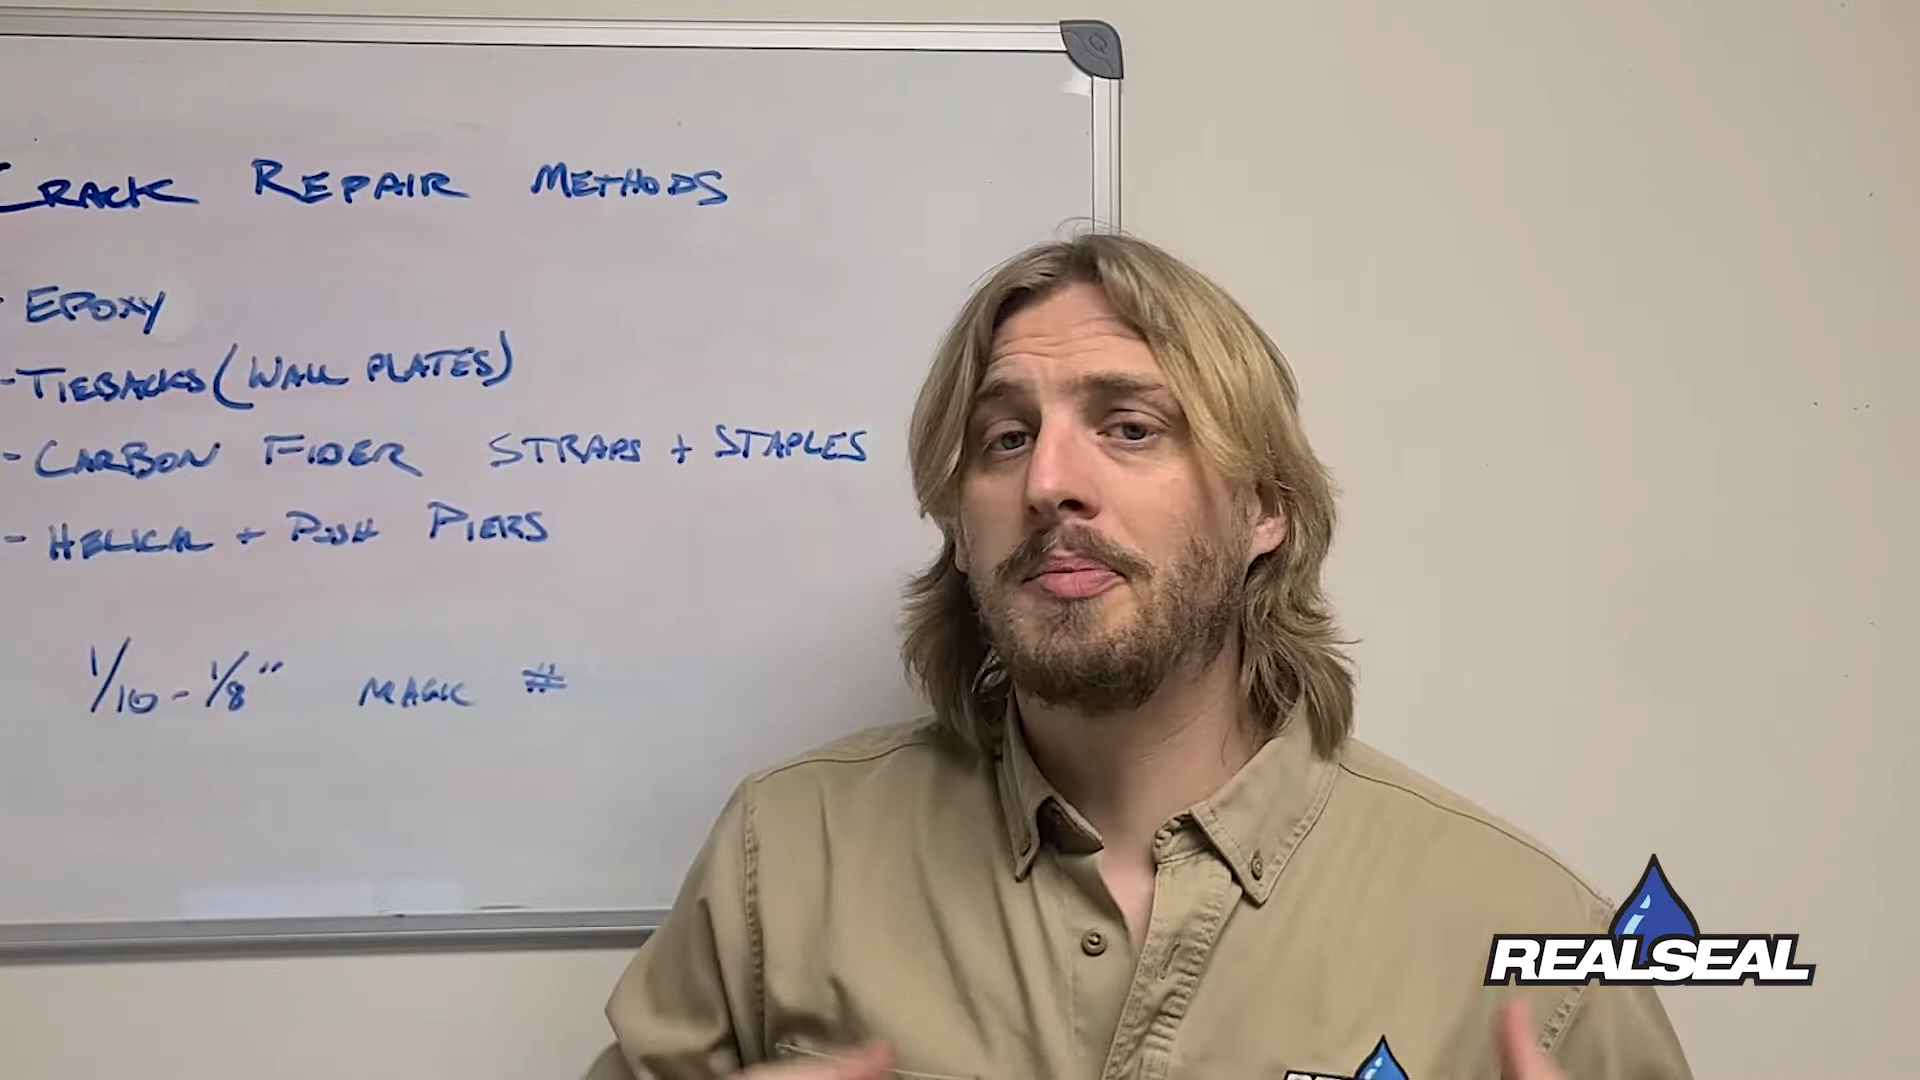 CRACK REPAIR METHODS
- EPOXY
- TIEBACKS (WALL PLATES)
- CARBON FIBER STRAPS + STAPLES
- HELICAL + PUSH PIERS
1/10 - 1/8" MAGIC #
REALSEAL